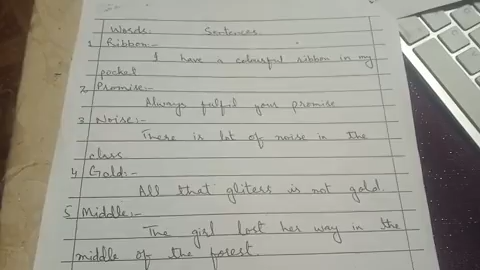 Words: Sentences.
1. Ribbon:-
I have a colourful ribbon in my
pocket
2. Promise:-
Always fulfil your promise
3 Noise:-
There is lot of noise in the
class
4 Gold:-
All that gliters is not gold.
5 Middle:-
The girl lost her way in the
middle of the forest.